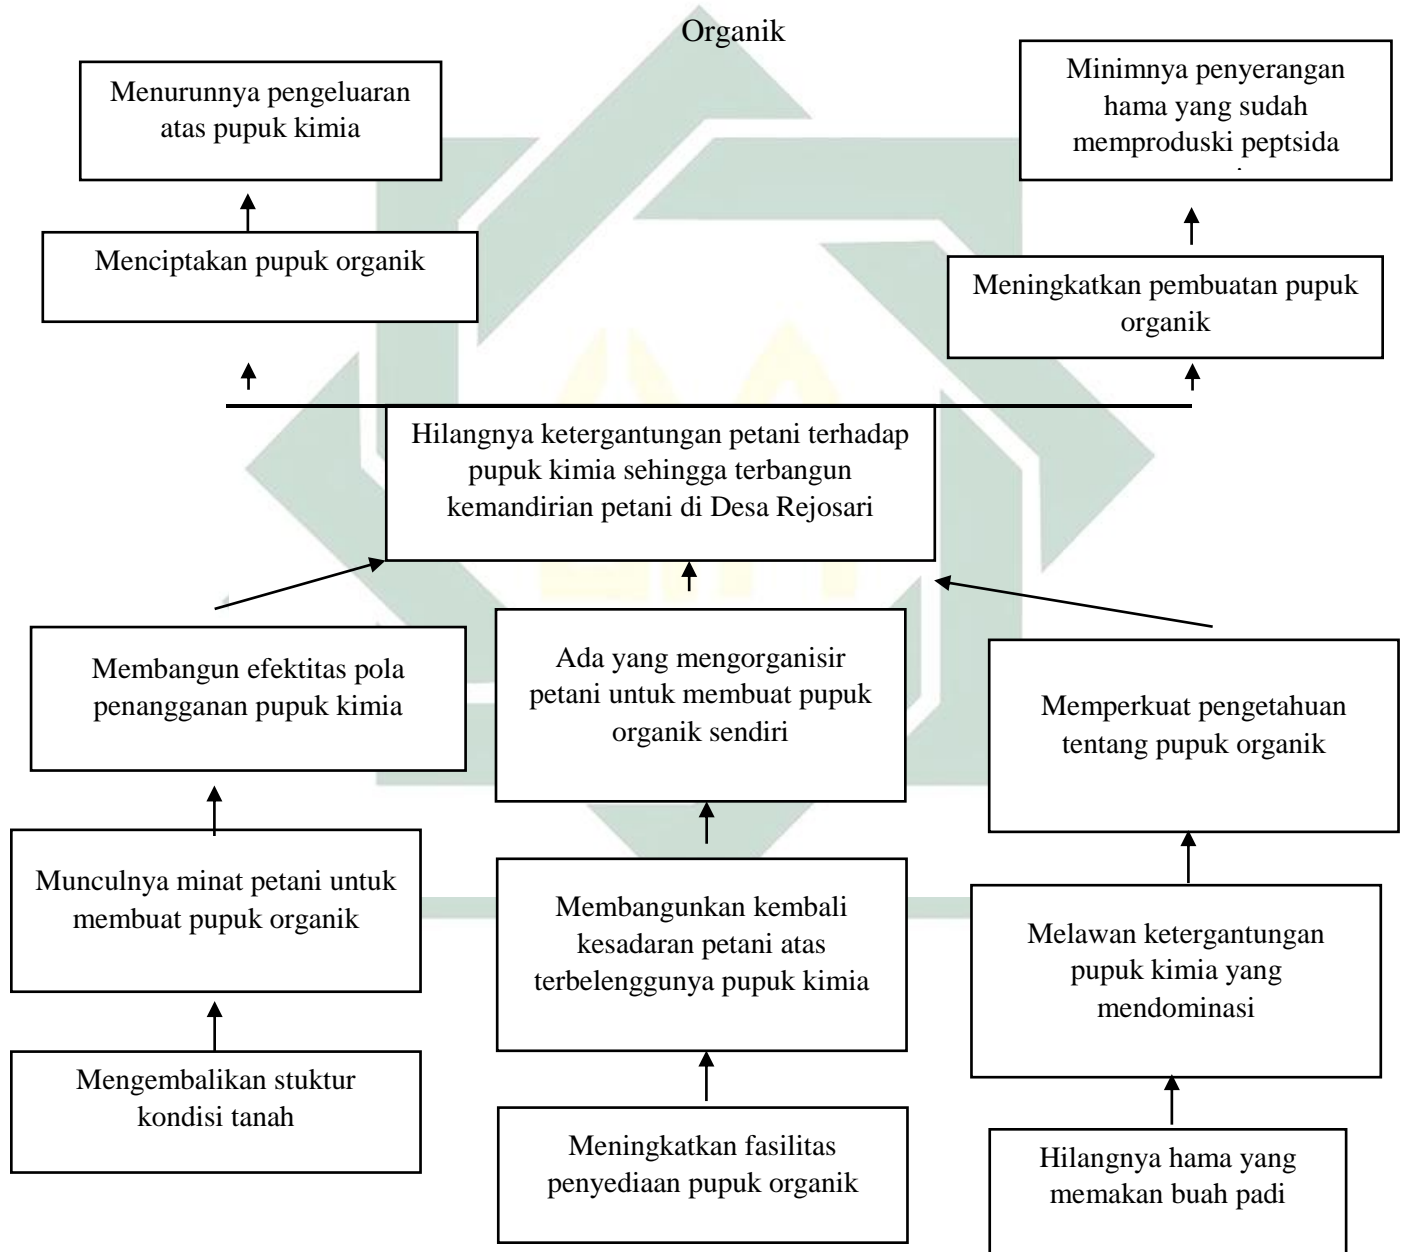 Organik
Menurunnya pengeluaran
atas pupuk kimia
Minimnya penyerangan
hama yang sudah
memproduski peptsida
Menciptakan pupuk organik
Meningkatkan pembuatan pupuk
organik
Hilangnya ketergantungan petani terhadap
pupuk kimia sehingga terbangun
kemandirian petani di Desa Rejosari
Membangun efektitas pola
penangganan pupuk kimia
Ada yang mengorganisir
petani untuk membuat pupuk
organik sendiri
Memperkuat pengetahuan
tentang pupuk organik
Munculnya minat petani untuk
membuat pupuk organik
Membangunkan kembali
kesadaran petani atas
terbelenggunya pupuk kimia
Melawan ketergantungan
pupuk kimia yang
mendominasi
Mengembalikan stuktur
kondisi tanah
Meningkatkan fasilitas
penyediaan pupuk organik
Hilangnya hama yang
memakan buah padi